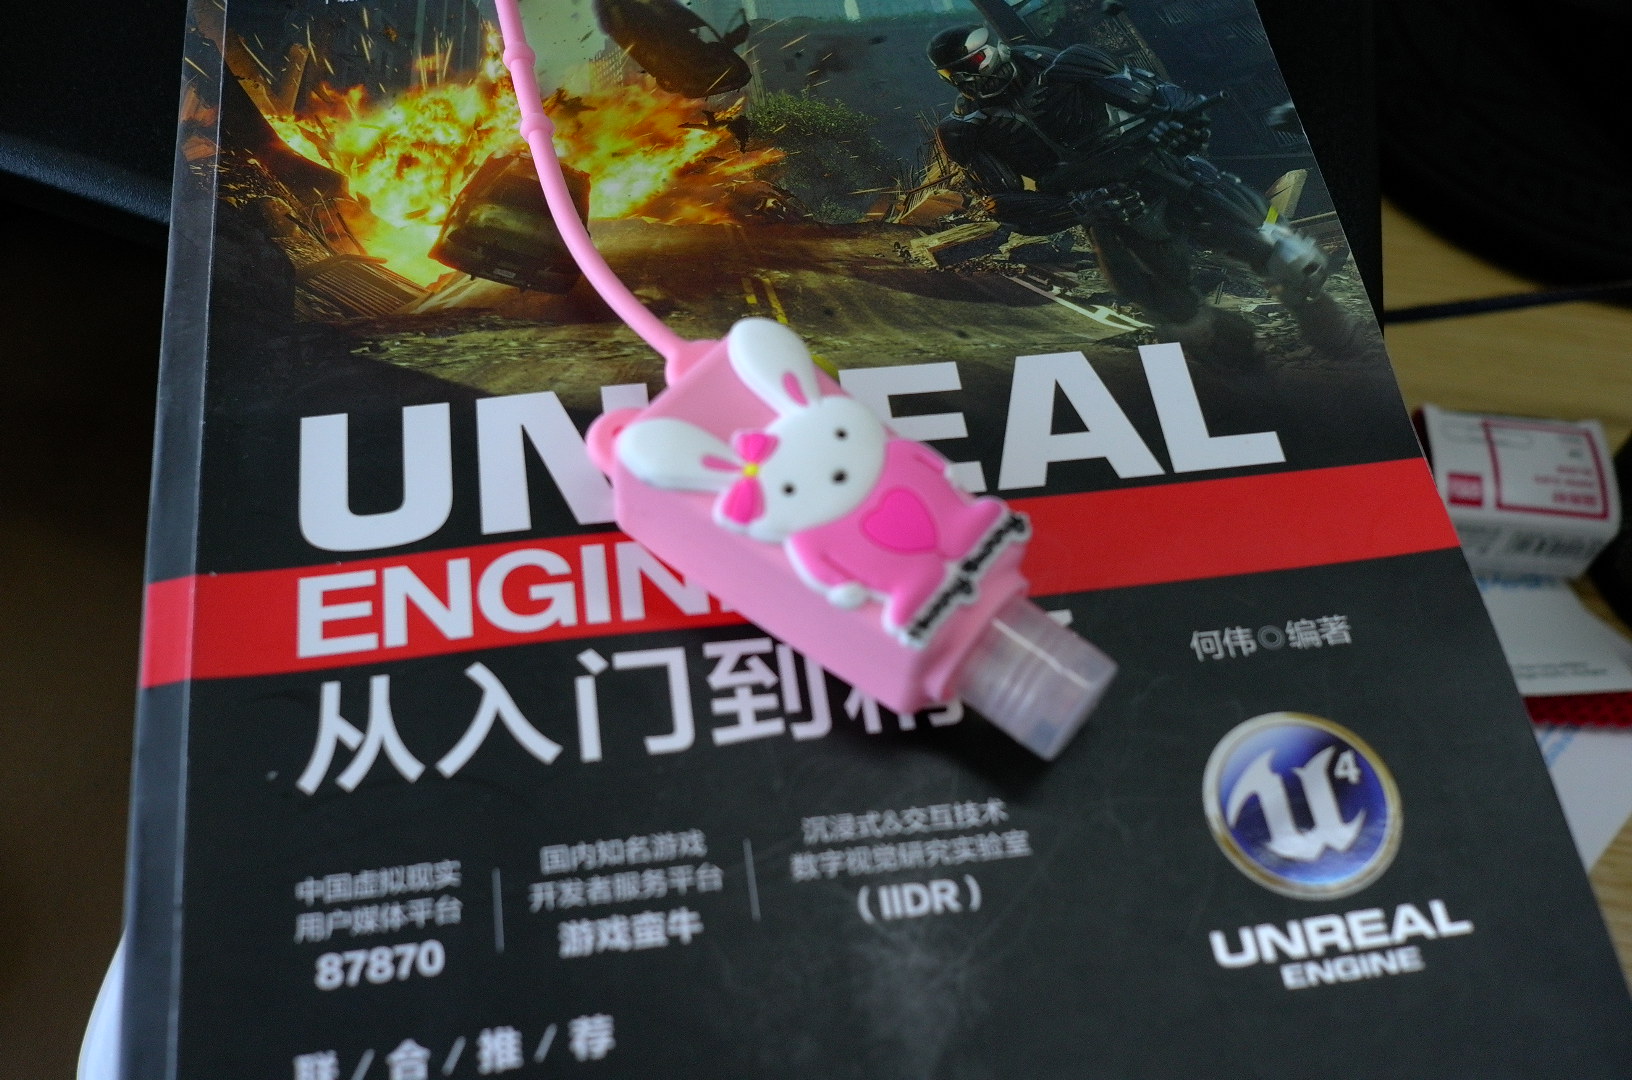 UN EAL
ENGIN
从入门到精
何伟◎编著
4
中国虚拟现实
用户媒体平台
87870
国内知名游戏
开发者服务平台
游戏蛮牛
沉浸式&交互技术
数字视觉研究实验室
(IIDR)
UNREAL
ENGINE
联/合/推/荐